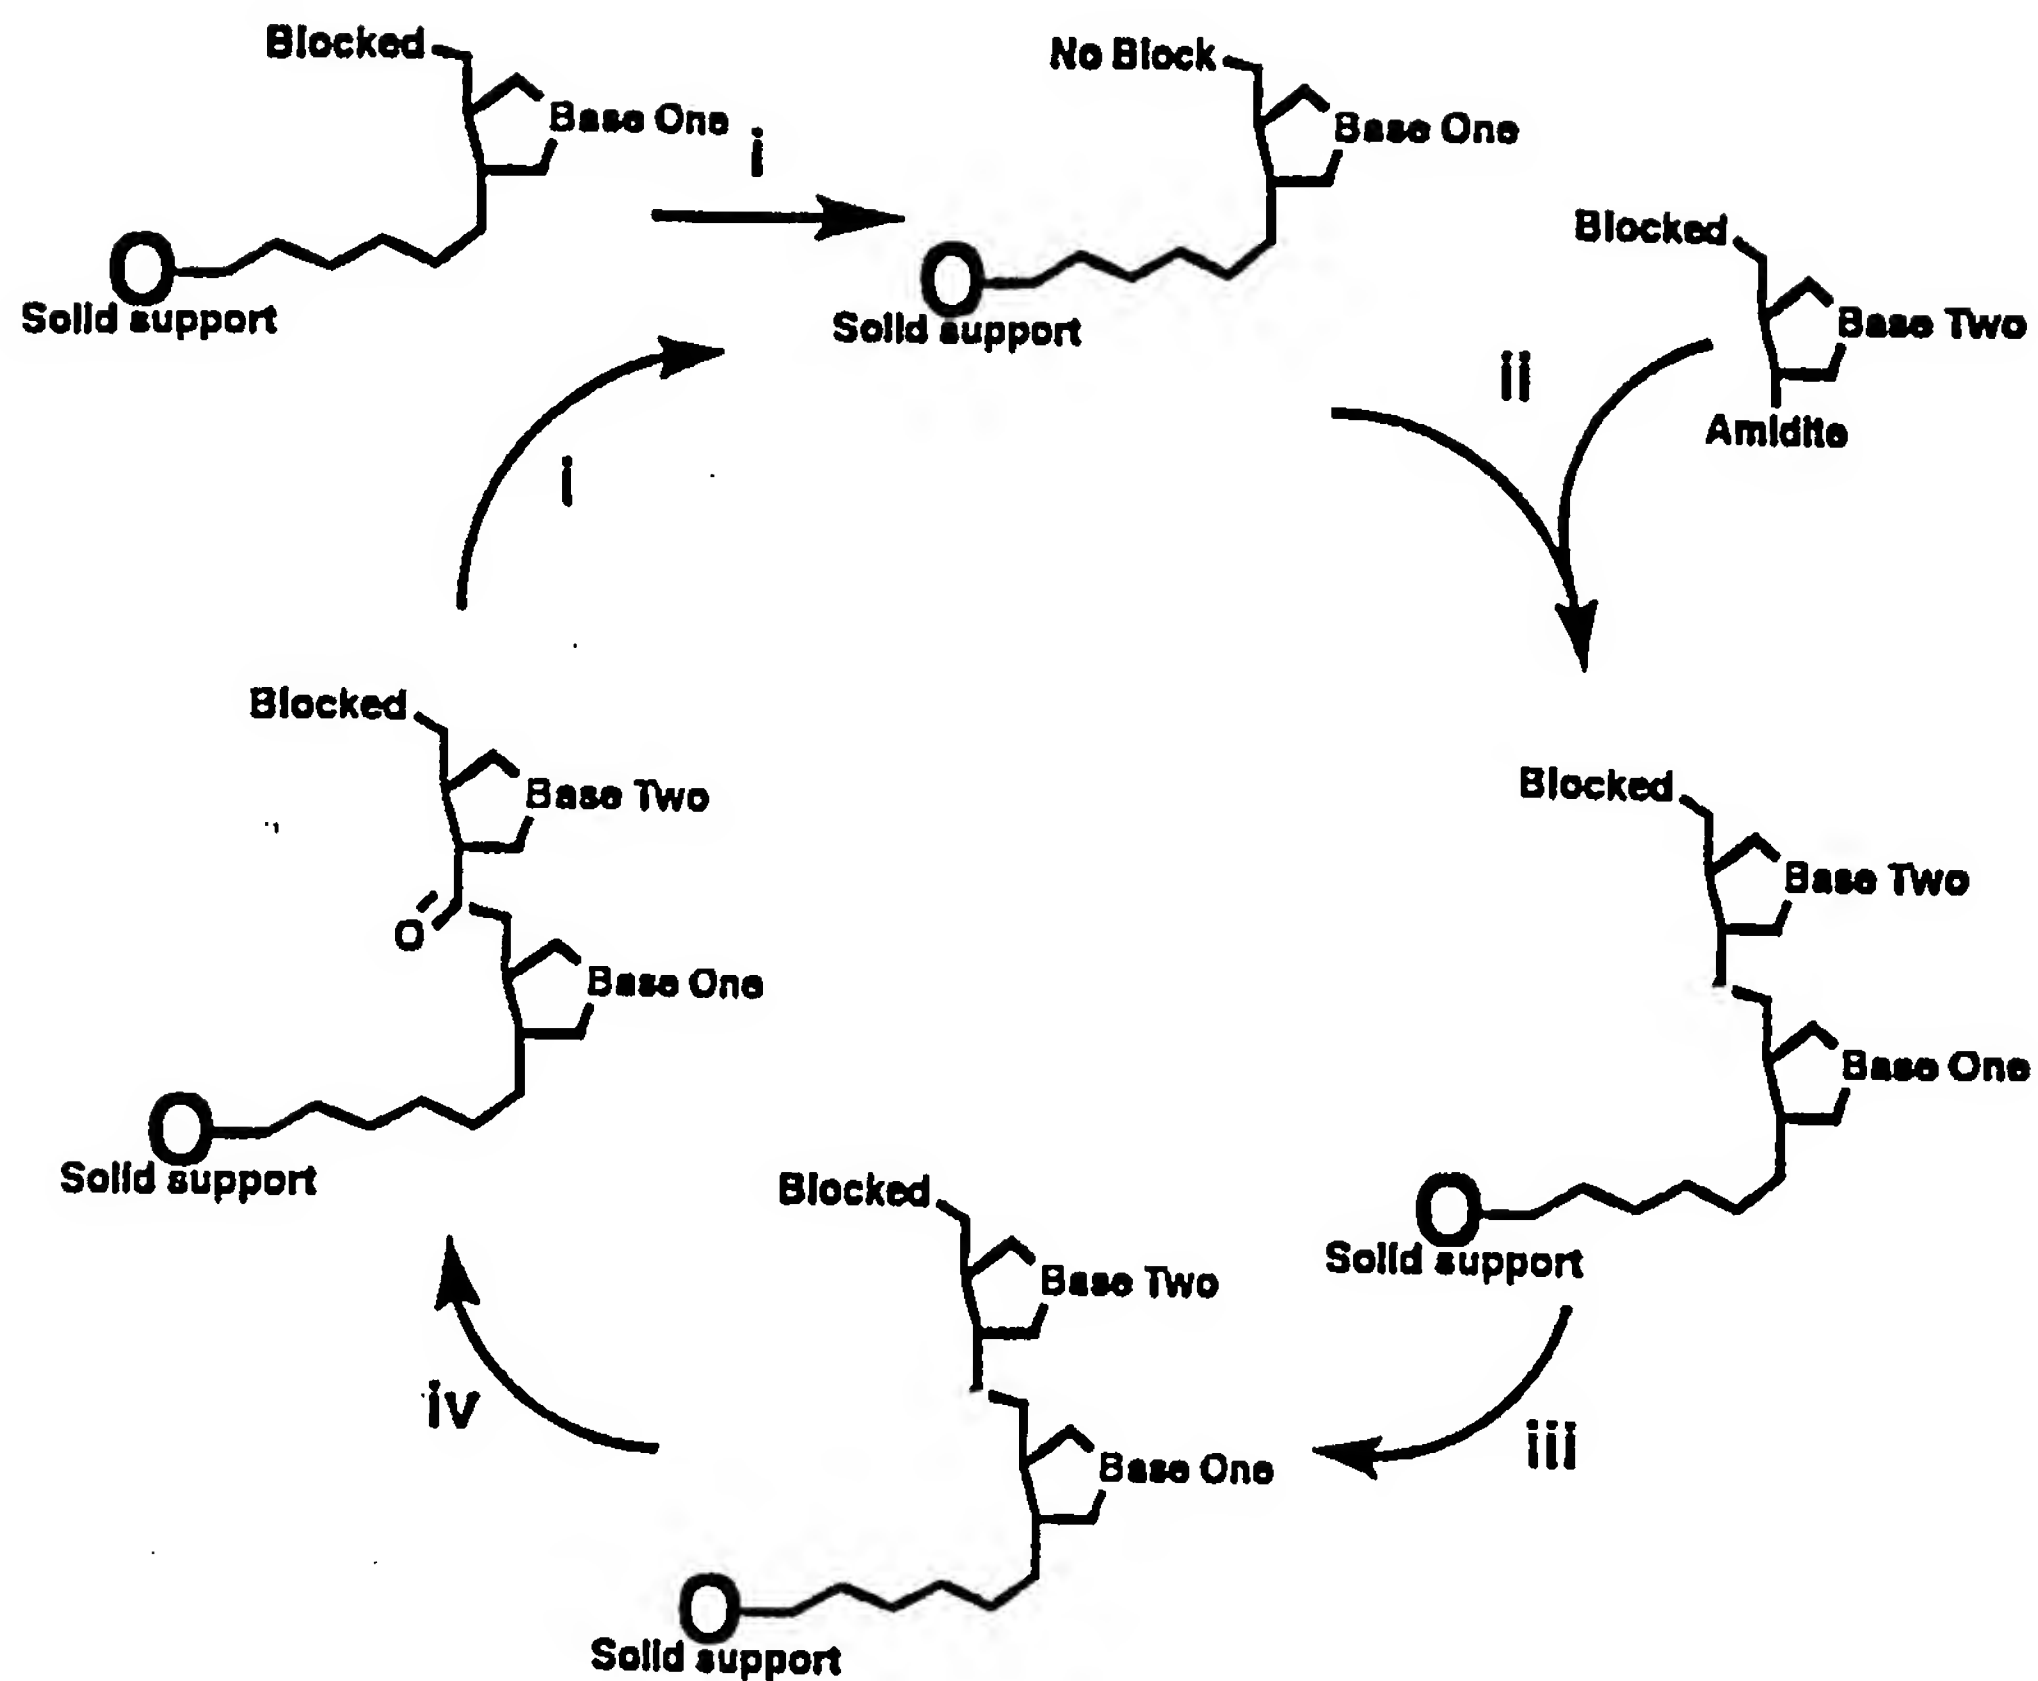 Blocked
Base One
Solid support
i
No Block
Base One
Solid support
Blocked
Base Two
Amidite
ii
i
Blocked
Base Two
O
Base One
Solid support
Blocked
Base Two
Base One
Solid support
Blocked
Base Two
Base One
Solid support
iv
iii